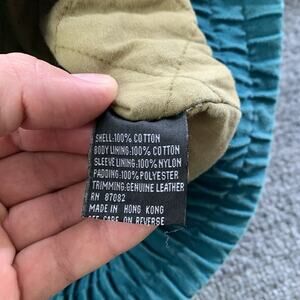 SHELL:100% COTTON
BODY LINING:100% COTTON
SLEEVE LINING:100% NYLON
PADDING:100% POLYESTER
TRIMMING:GENUINE LEATHER
RN 87082
MADE IN HONG KONG
SEE CARE ON REVERSE